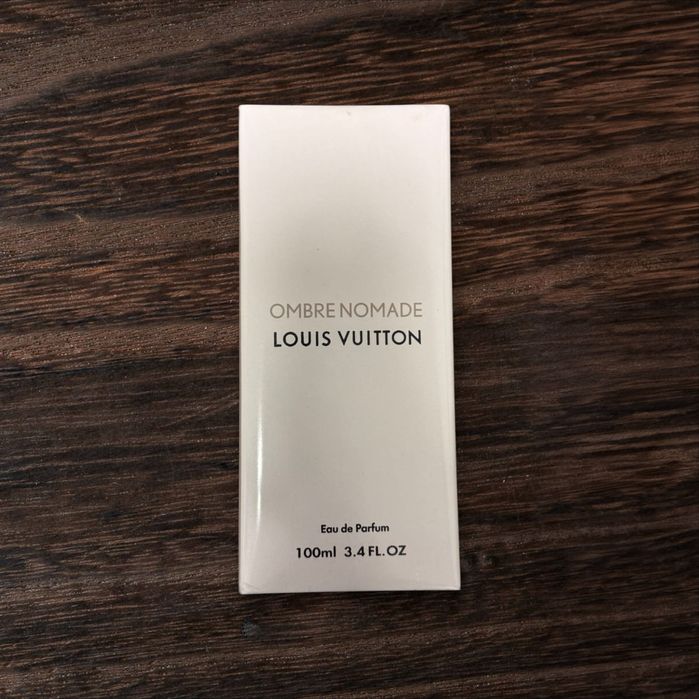 OMBRE NOMADE
LOUIS VUITTON
Eau de Parfum
100ml 3.4 FL.OZ